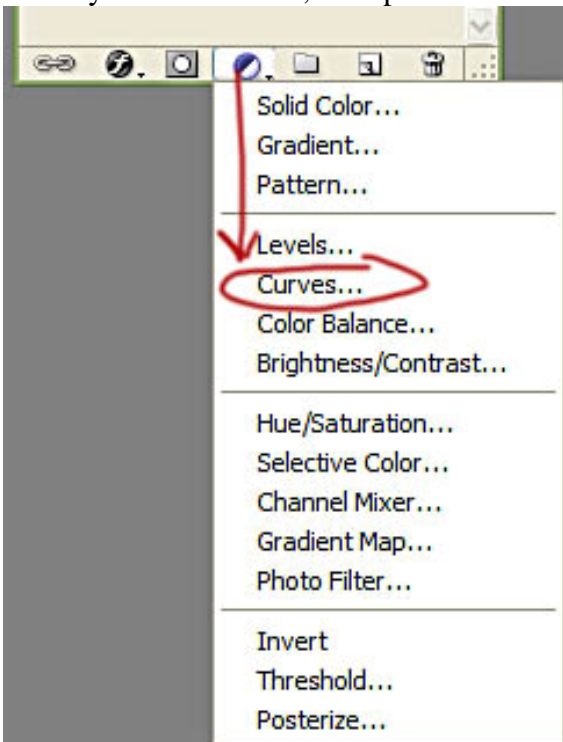 Solid Color...
Gradient...
Pattern...
Levels...
Curves...
Color Balance...
Brightness/Contrast...
Hue/Saturation...
Selective Color...
Channel Mixer...
Gradient Map...
Photo Filter...
Invert
Threshold...
Posterize...